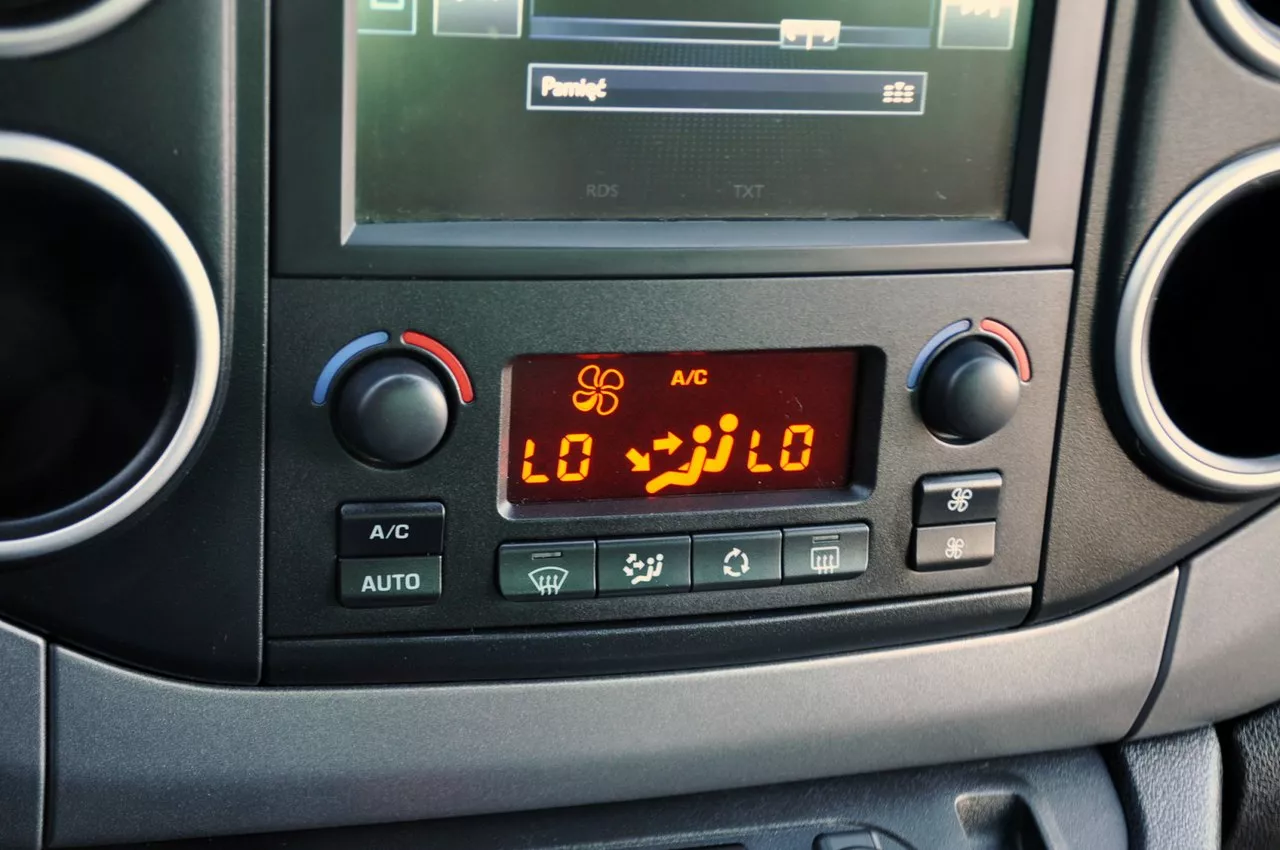 Pamięć
RDS TXT
A/C
LO LO
A/C
AUTO